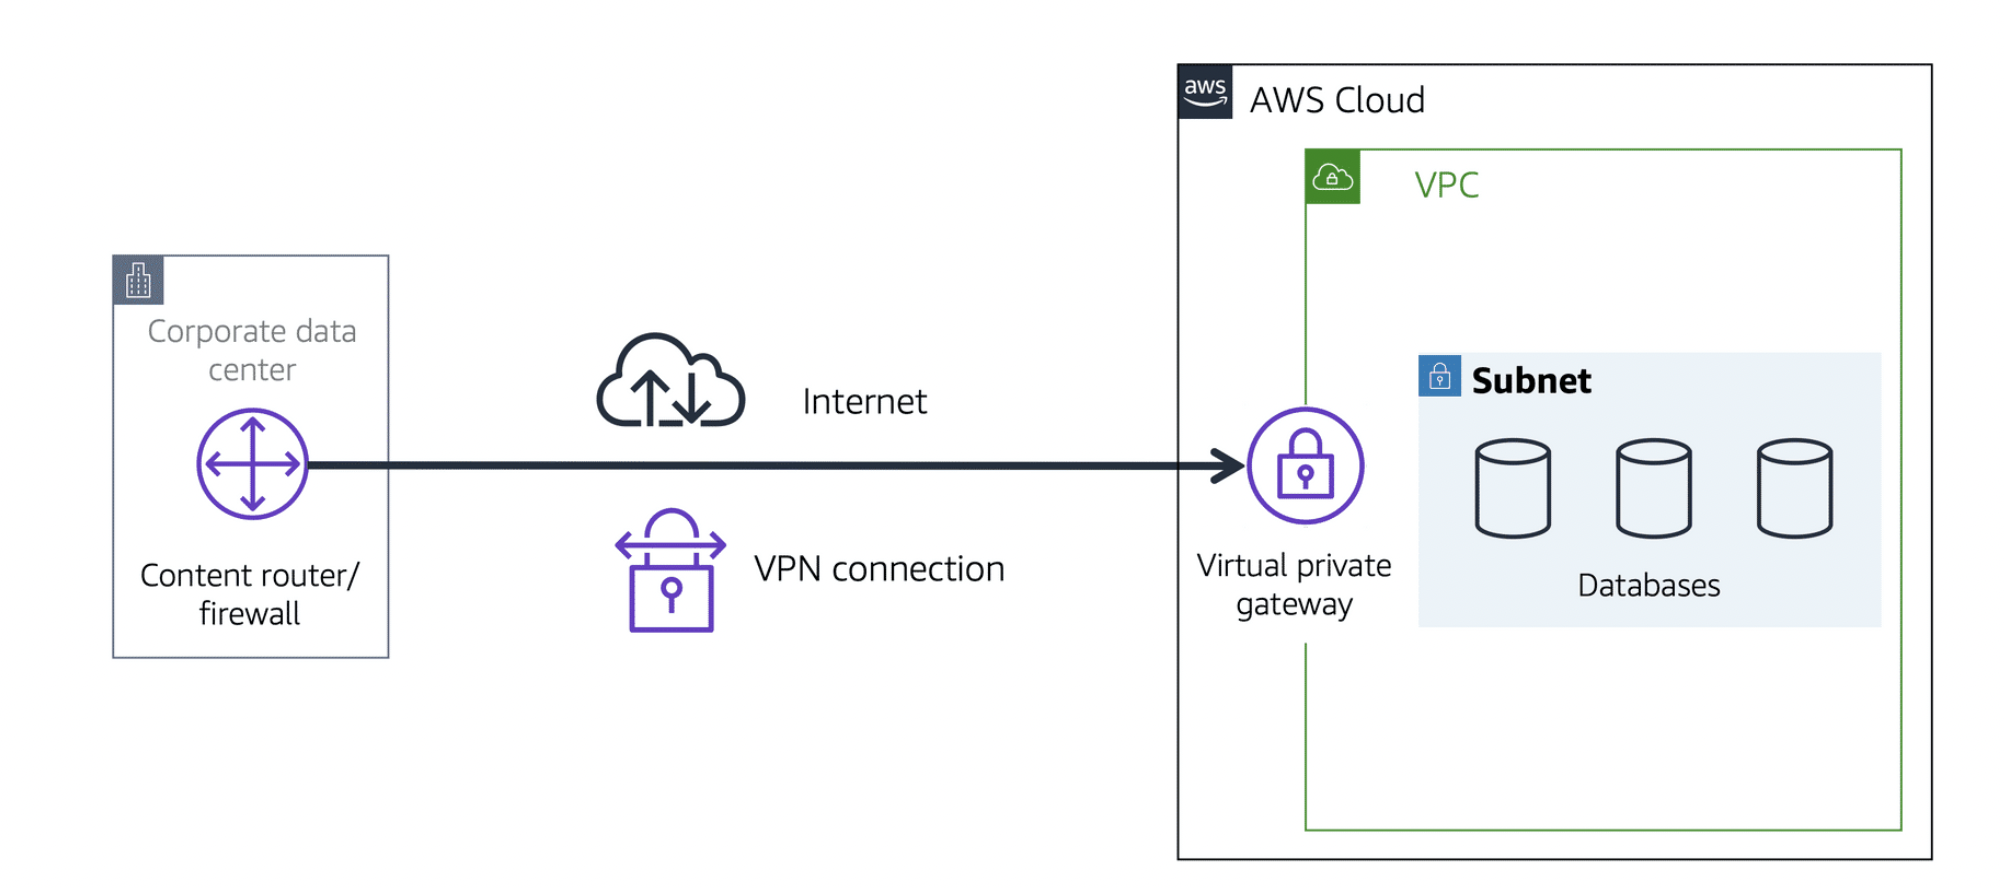 aws
AWS Cloud
VPC
Corporate data
center
Internet
Subnet
Content router/
firewall
VPN connection
Virtual private
gateway
Databases